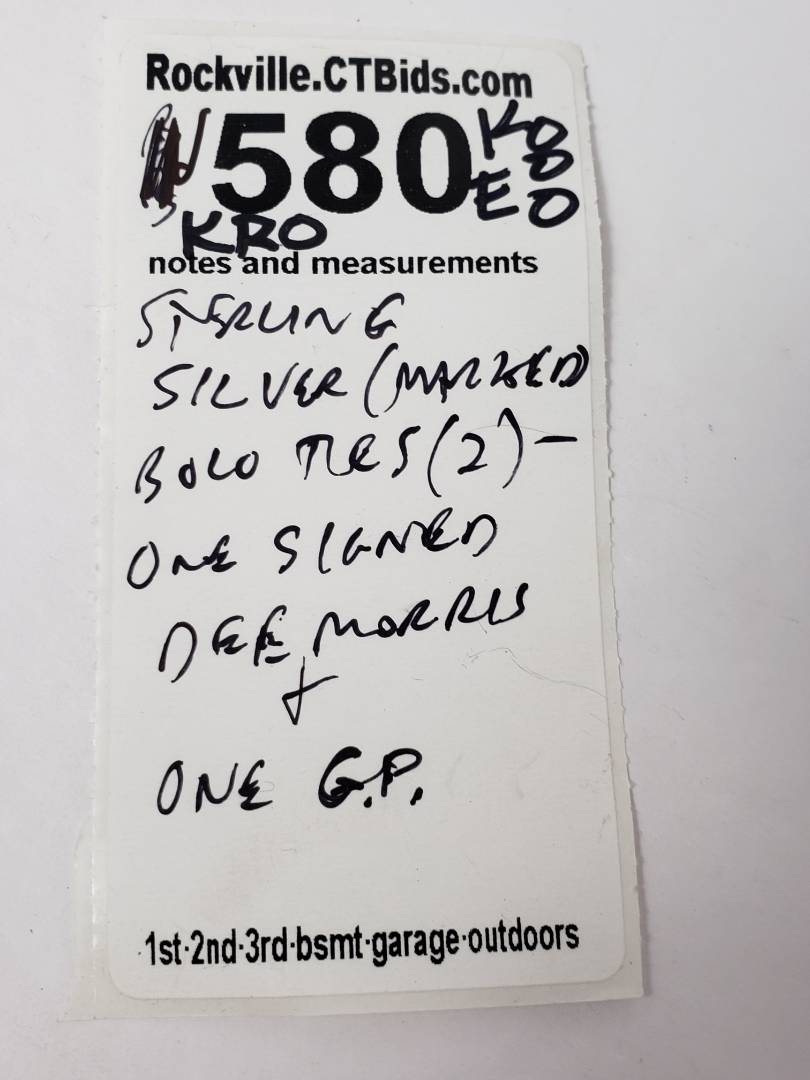 Rockville.CTBids.com
580
KRO
notes and measurements
STERLING
SILVER (MARKED)
BOLO TIES (2) -
ONE SIGNED
DEE MORRIS
+
ONE G.P.
1st·2nd·3rd·bsmt·garage·outdoors